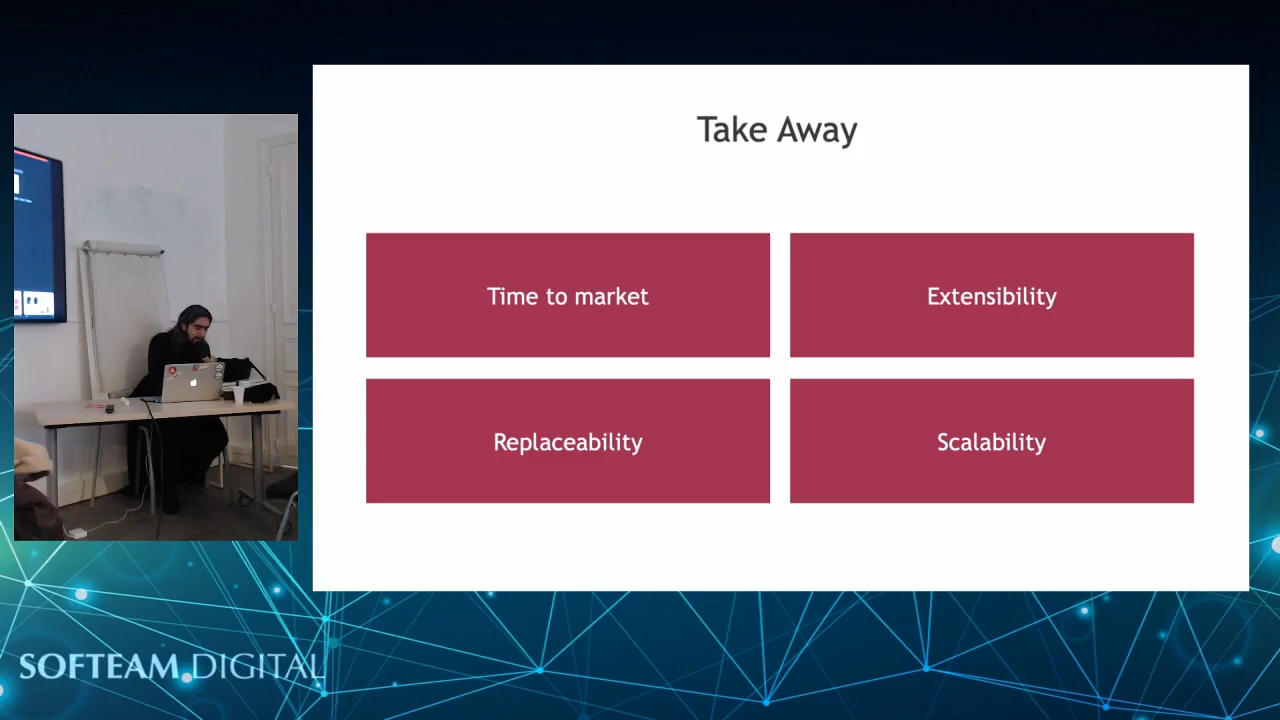 Take Away
Time to market
Extensibility
Replaceability
Scalability
SOFTEAM DIGITAL